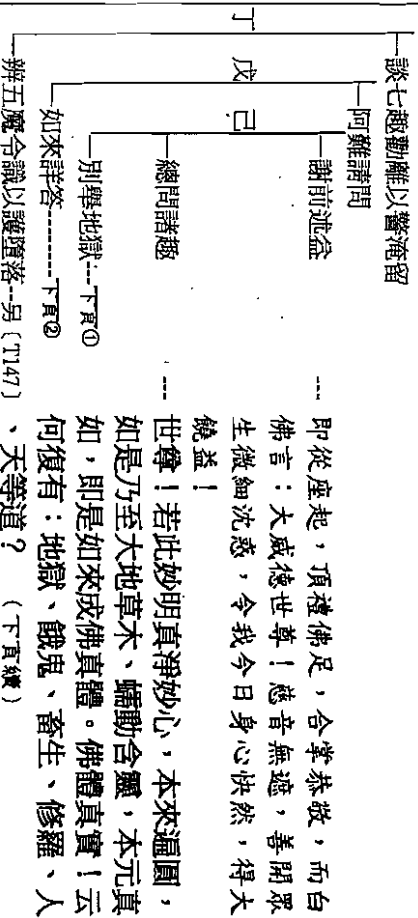 丁
談七趣勸離以警淹留
戊
阿難請問
己
謝前述益
總問諸趣
別舉地獄---下頁①
如來詳答--------下頁②
辨五魔令識以護墮落--另〔T147〕
--- 即從座起，頂禮佛足，合掌恭敬，而白
佛言：大威德世尊！慈音無遮，善開眾
生微細沈惑，令我今日身心快然，得大
饒益！
--- 世尊！若此妙明真淨妙心，本來遍圓，
如是乃至大地草木、蠕動含靈，本元真
如，即是如來成佛真體。佛體真實！云
何復有：地獄、餓鬼、畜生、修羅、人
、天等道？　（下頁續）